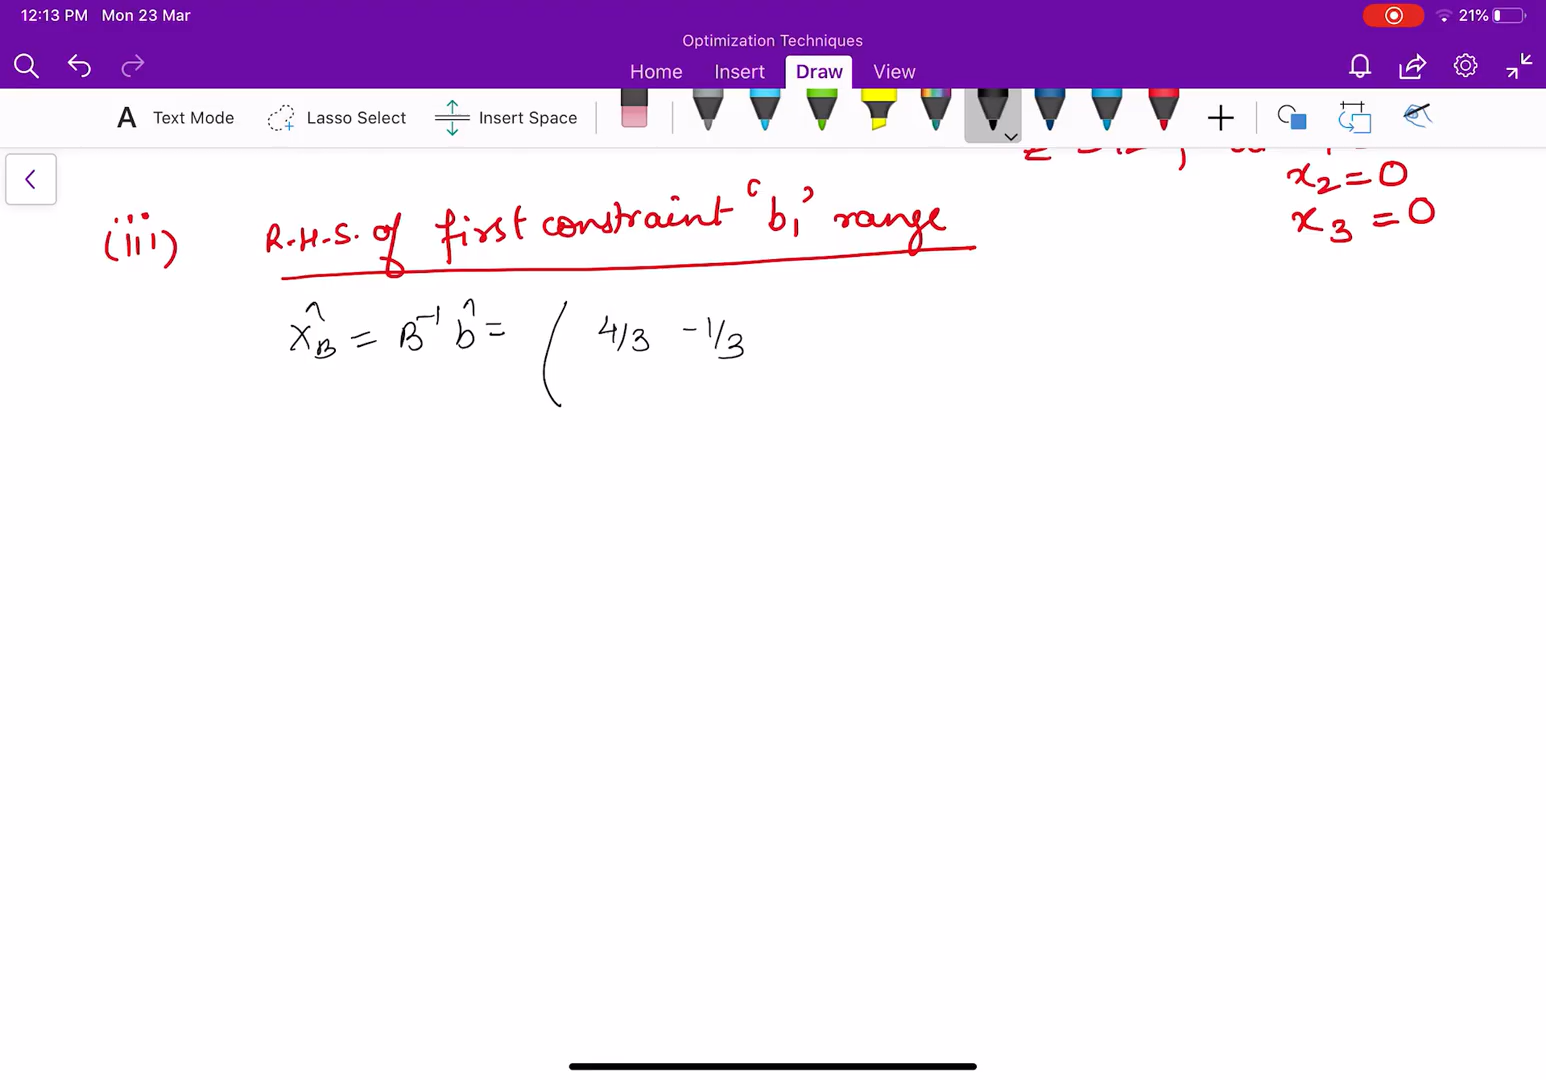 12:13 PM Mon 23 Mar
21%
Optimization Techniques
Home Insert Draw View
Text Mode Lasso Select Insert Space
x₂ = 0
x₃ = 0
(iii) R.H.S. of first constraint 'b₁' range
X̂_B = B⁻¹ b̂ = ( 4/3 -1/3